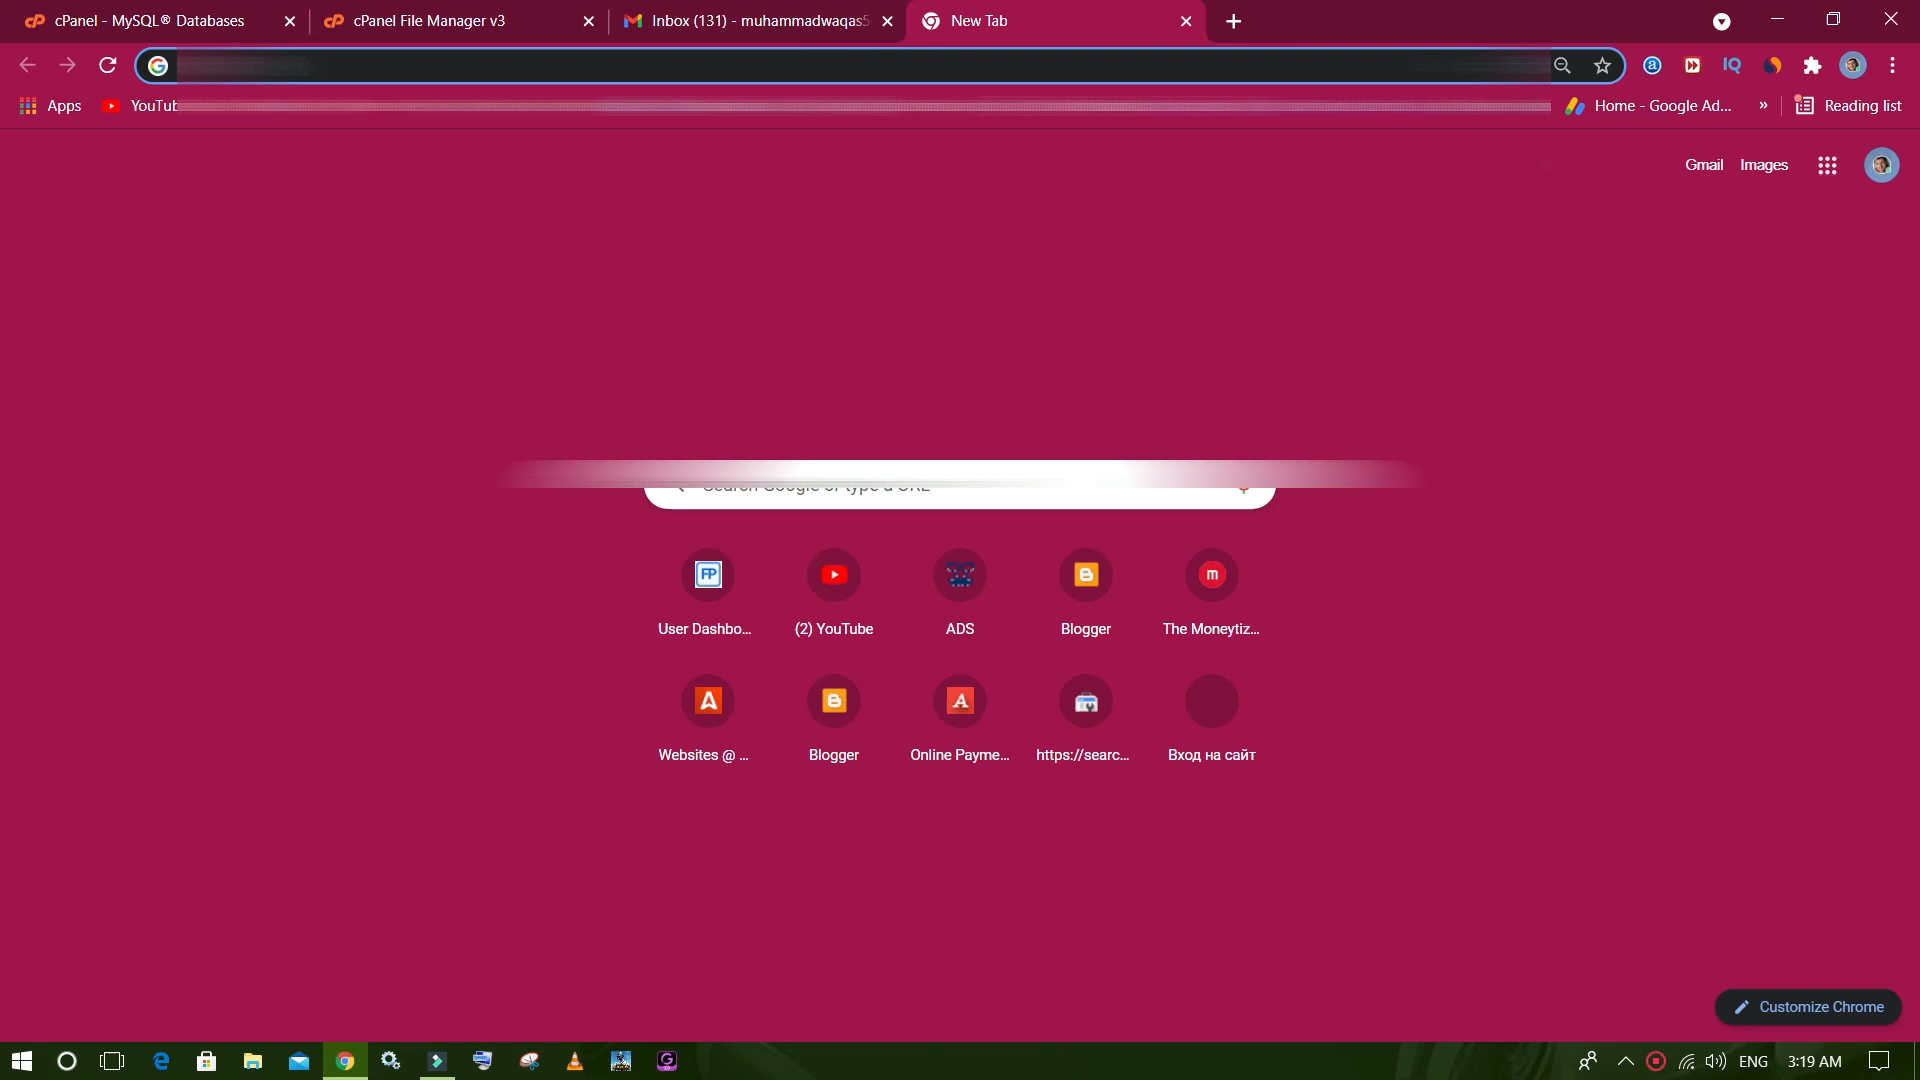 cPanel - MySQL® Databases
cPanel File Manager v3
Inbox (131) - muhammadwaqas5
New Tab
Apps
YouTub
Home - Google Ad...
»
Reading list
Gmail
Images
User Dashbo...
(2) YouTube
ADS
Blogger
The Moneytiz...
Websites @ ...
Blogger
Online Payme...
https://searc...
Вход на сайт
Customize Chrome
ENG
3:19 AM